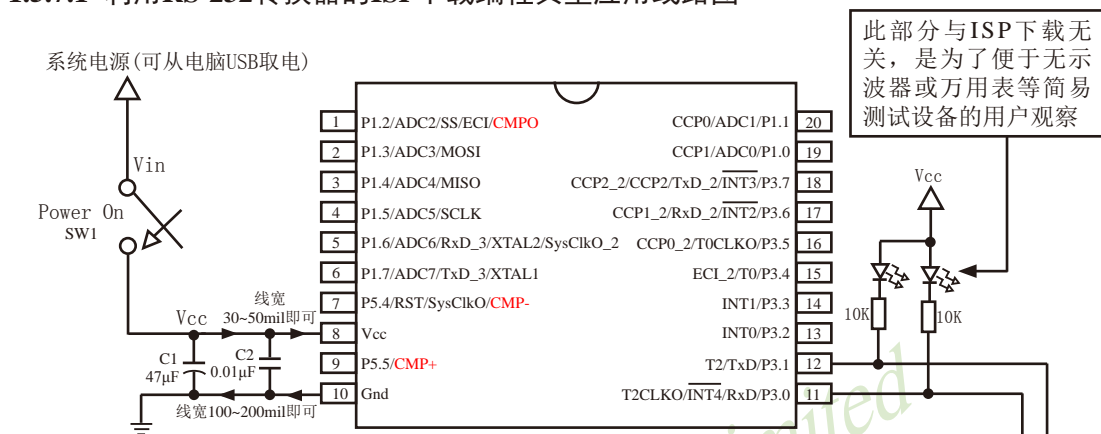 系统电源(可从电脑USB取电)
此部分与ISP下载无
关，是为了便于无示
波器或万用表等简易
测试设备的用户观察
Vin
Power On
SW1
Vcc
线宽
30~50mil即可
C1
47μF
C2
0.01μF
线宽100~200mil即可
1 P1.2/ADC2/SS/ECI/CMPO
2 P1.3/ADC3/MOSI
3 P1.4/ADC4/MISO
4 P1.5/ADC5/SCLK
5 P1.6/ADC6/RxD_3/XTAL2/SysClkO_2
6 P1.7/ADC7/TxD_3/XTAL1
7 P5.4/RST/SysClkO/CMP-
8 Vcc
9 P5.5/CMP+
10 Gnd
CCP0/ADC1/P1.1 20
CCP1/ADC0/P1.0 19
CCP2_2/CCP2/TxD_2/INT3/P3.7 18
CCP1_2/RxD_2/INT2/P3.6 17
CCP0_2/T0CLKO/P3.5 16
ECI_2/T0/P3.4 15
INT1/P3.3 14
INT0/P3.2 13
T2/TxD/P3.1 12
T2CLKO/INT4/RxD/P3.0 11
Vcc
10K
10K